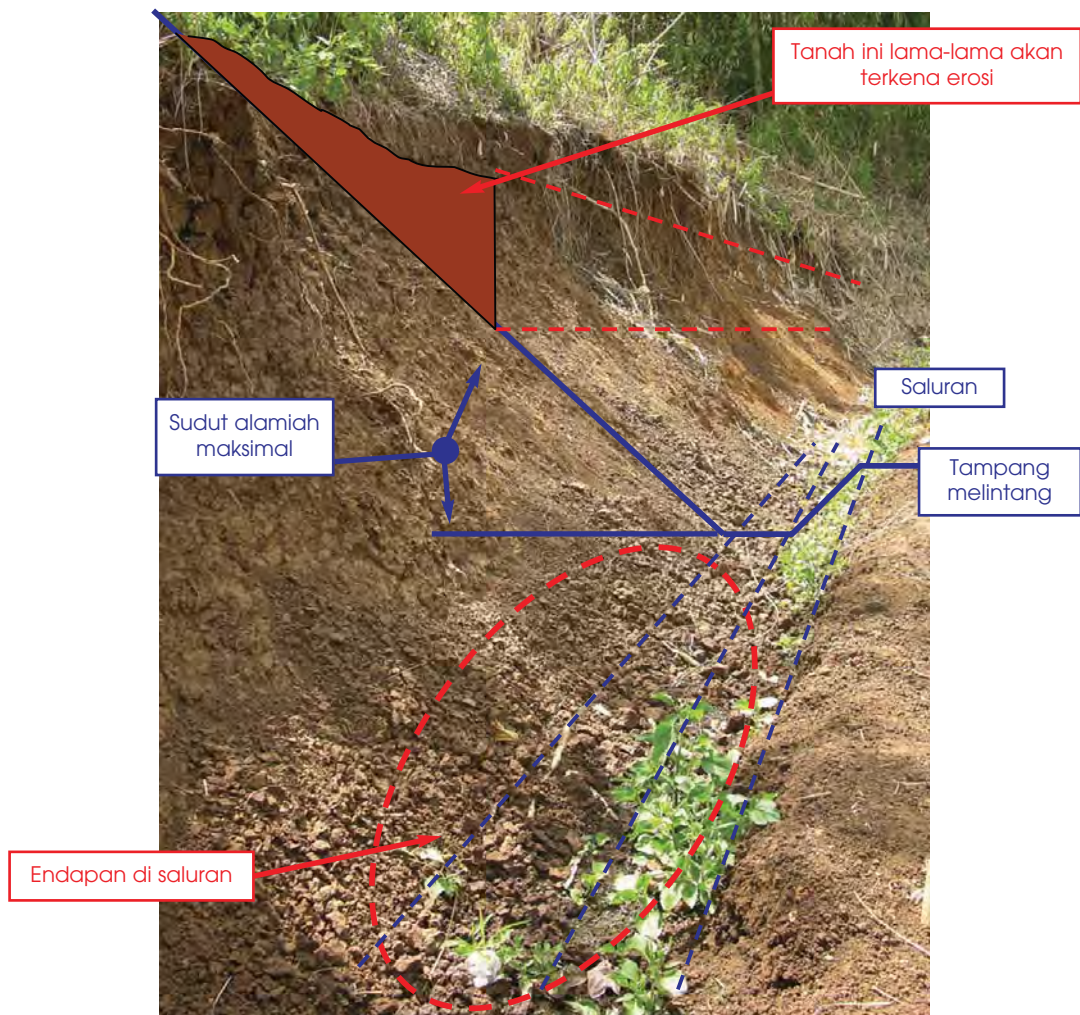 Tanah ini lama-lama akan
terkena erosi
Saluran
Sudut alamiah
maksimal
Tampang
melintang
Endapan di saluran